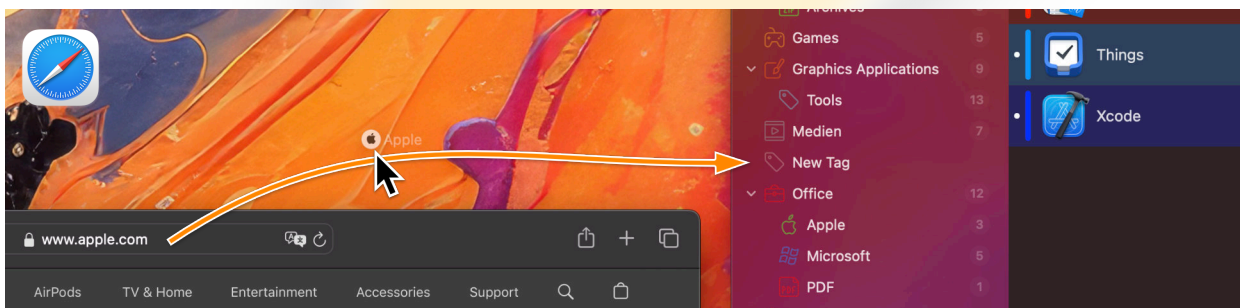 Archives
Games 5
Graphics Applications 9
Tools 13
Medien 7
New Tag
Office 12
Apple 3
Microsoft 5
PDF 1
Things
Xcode
Apple
www.apple.com
AirPods TV & Home Entertainment Accessories Support